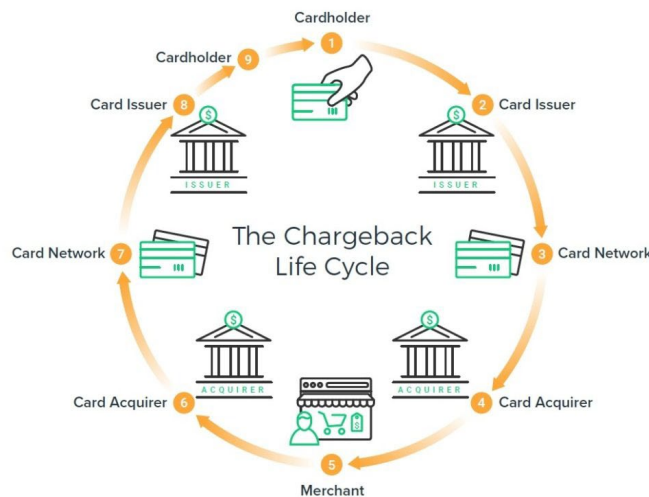 Cardholder
1
Cardholder
9
Card Issuer
8
2
Card Issuer
$
ISSUER
$
ISSUER
The Chargeback
Life Cycle
Card Network
7
3
Card Network
$
ACQUIRER
$
ACQUIRER
$
Card Acquirer
6
4
Card Acquirer
5
Merchant